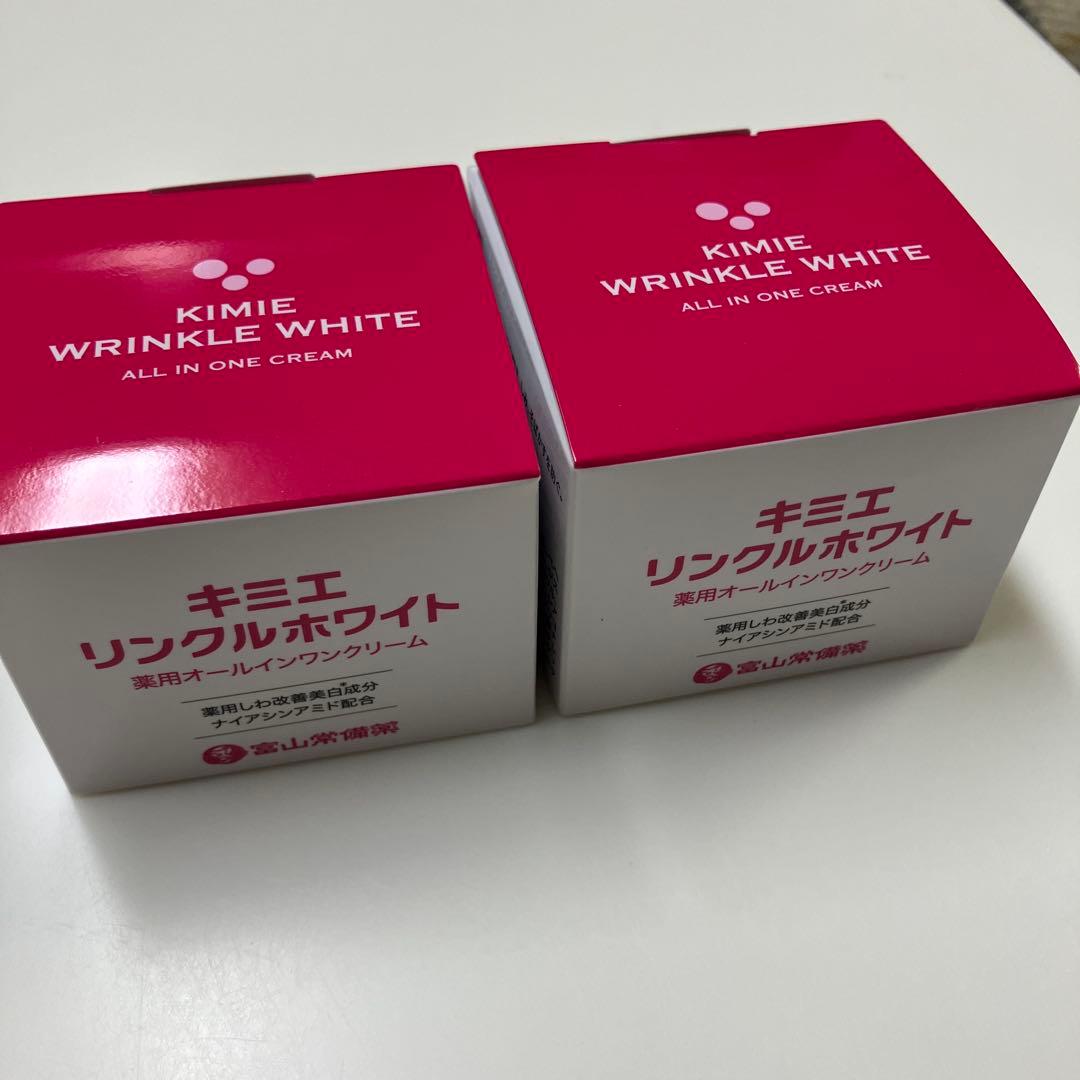 KIMIE
WRINKLE WHITE
ALL IN ONE CREAM
キミエ
リンクルホワイト
薬用オールインワンクリーム
薬用しわ改善美白*成分
ナイアシンアミド配合
富山常備薬
KIMIE
WRINKLE WHITE
ALL IN ONE CREAM
キミエ
リンクルホワイト
薬用オールインワンクリーム
薬用しわ改善美白*成分
ナイアシンアミド配合
富山常備薬